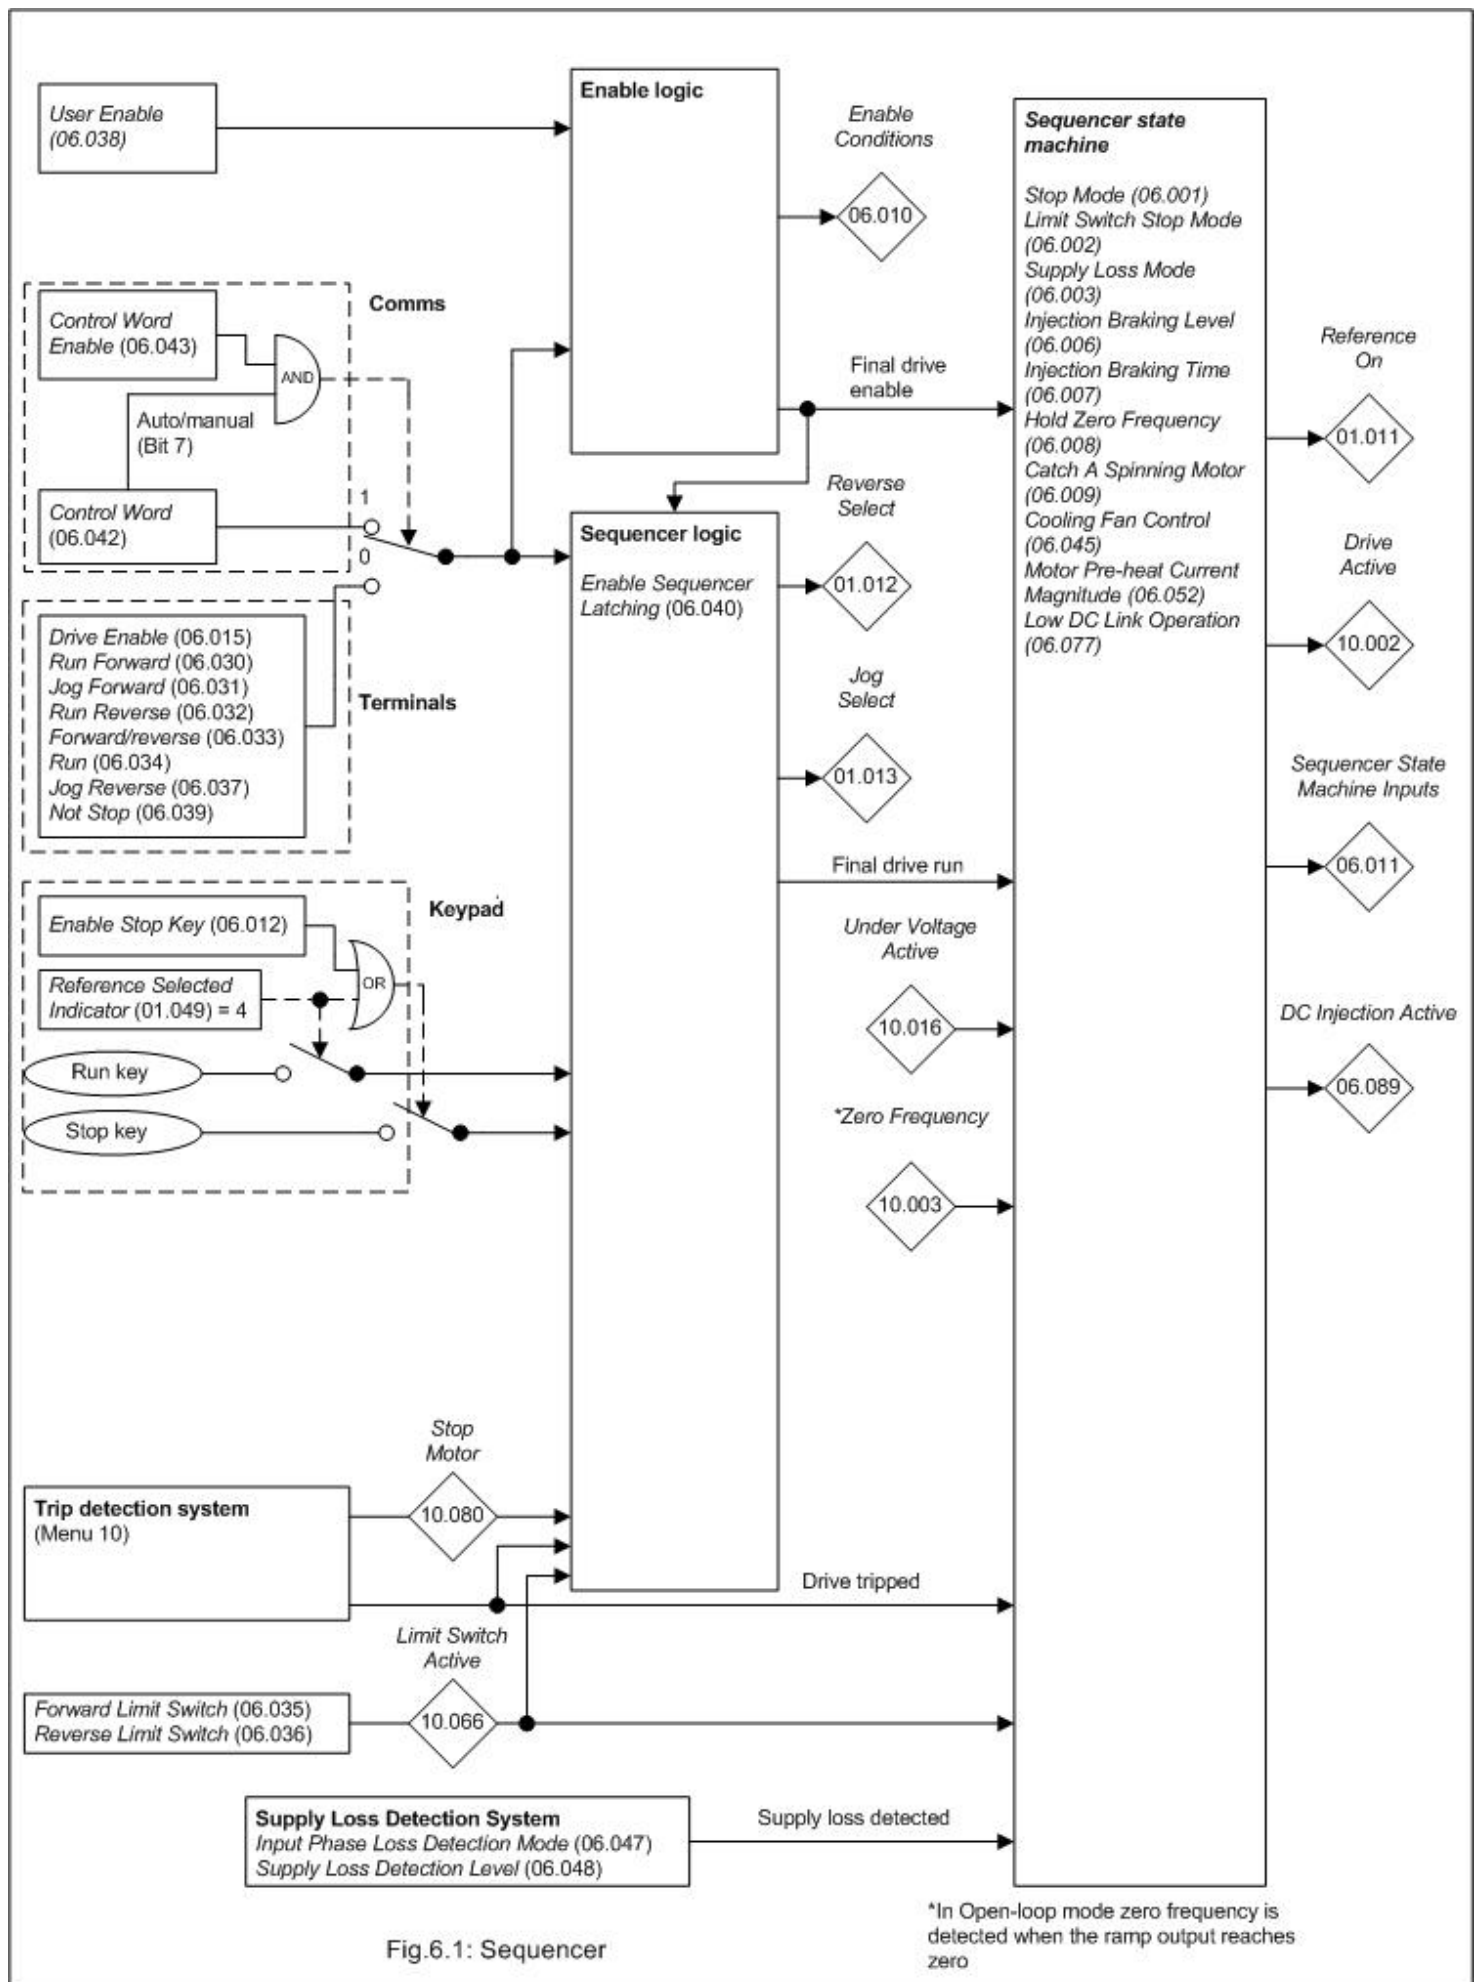 User Enable
(06.038)
Enable logic
Enable
Conditions
06.010
Sequencer state
machine
Stop Mode (06.001)
Limit Switch Stop Mode
(06.002)
Supply Loss Mode
(06.003)
Injection Braking Level
(06.006)
Injection Braking Time
(06.007)
Hold Zero Frequency
(06.008)
Catch A Spinning Motor
(06.009)
Cooling Fan Control
(06.045)
Motor Pre-heat Current
Magnitude (06.052)
Low DC Link Operation
(06.077)
Comms
Control Word
Enable (06.043)
AND
Auto/manual
(Bit 7)
Control Word
(06.042)
1
0
Final drive
enable
Reference
On
01.011
Drive
Active
10.002
Sequencer State
Machine Inputs
06.011
DC Injection Active
06.089
Sequencer logic
Enable Sequencer
Latching (06.040)
Reverse
Select
01.012
Jog
Select
01.013
Drive Enable (06.015)
Run Forward (06.030)
Jog Forward (06.031)
Run Reverse (06.032)
Forward/reverse (06.033)
Run (06.034)
Jog Reverse (06.037)
Not Stop (06.039)
Terminals
Final drive run
Keypad
Enable Stop Key (06.012)
OR
Reference Selected
Indicator (01.049) = 4
Run key
Stop key
Under Voltage
Active
10.016
*Zero Frequency
10.003
Stop
Motor
10.080
Trip detection system
(Menu 10)
Drive tripped
Limit Switch
Active
10.066
Forward Limit Switch (06.035)
Reverse Limit Switch (06.036)
Supply Loss Detection System
Input Phase Loss Detection Mode (06.047)
Supply Loss Detection Level (06.048)
Supply loss detected
*In Open-loop mode zero frequency is
detected when the ramp output reaches
zero
Fig.6.1: Sequencer